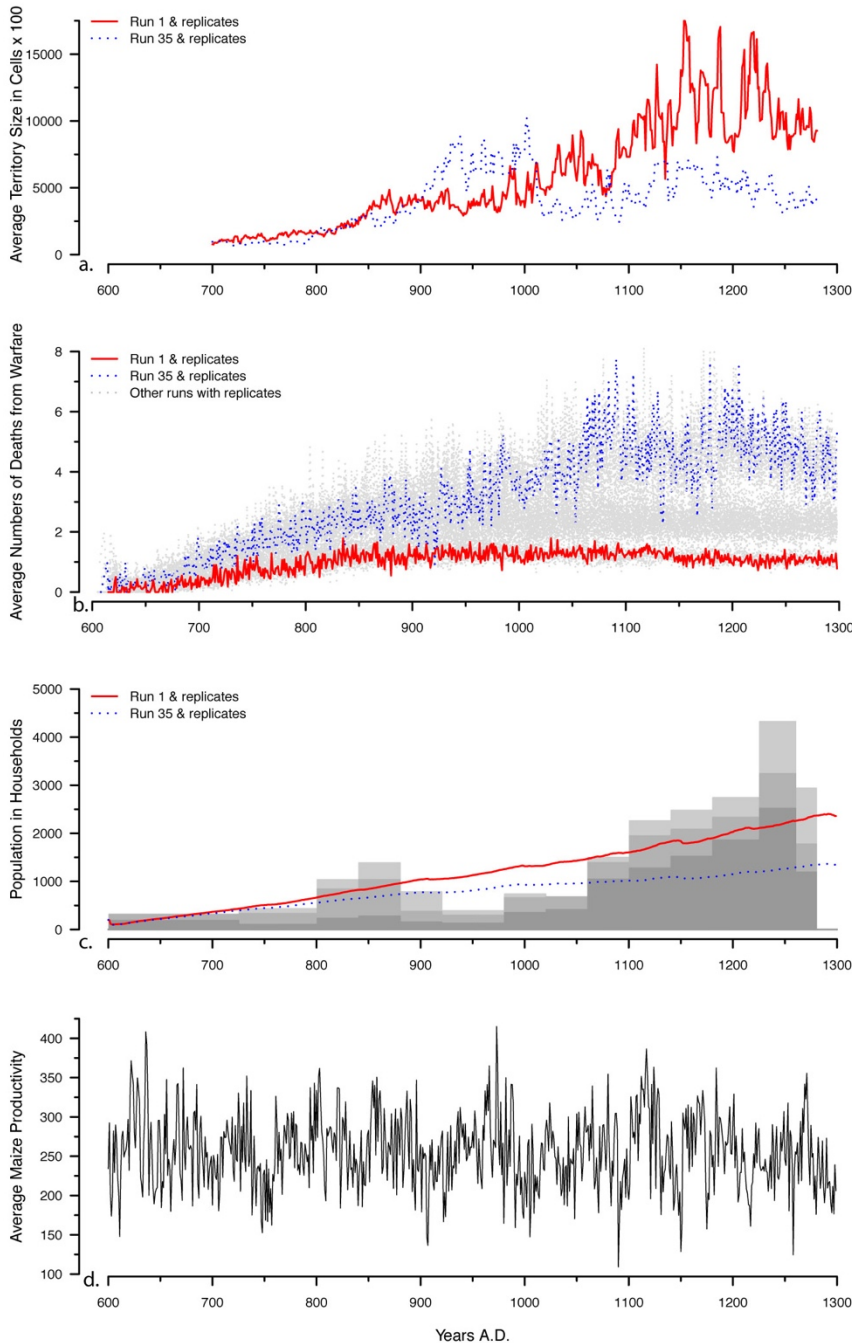 Average Territory Size in Cells x 100
Run 1 & replicates
Run 35 & replicates
15000
10000
5000
0
a.
600 700 800 900 1000 1100 1200 1300
Average Numbers of Deaths from Warfare
8
Run 1 & replicates
Run 35 & replicates
Other runs with replicates
6
4
2
0
b.
600 700 800 900 1000 1100 1200 1300
Population in Households
5000
Run 1 & replicates
Run 35 & replicates
4000
3000
2000
1000
0
c.
600 700 800 900 1000 1100 1200 1300
Average Maize Productivity
400
350
300
250
200
150
100
d.
600 700 800 900 1000 1100 1200 1300
Years A.D.